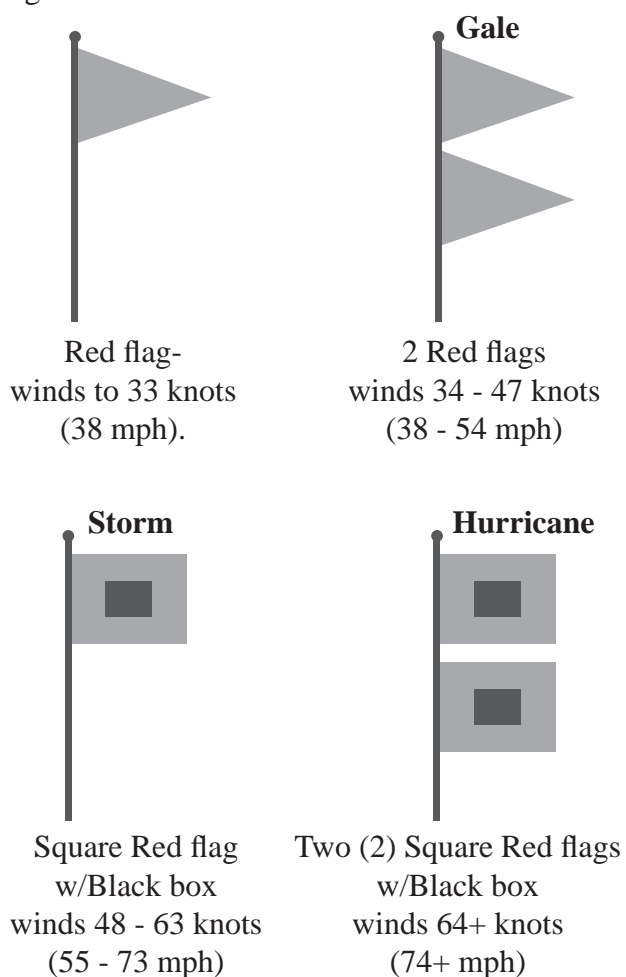 Gale
Red flag-
winds to 33 knots
(38 mph).
2 Red flags
winds 34 - 47 knots
(38 - 54 mph)
Storm
Hurricane
Square Red flag
w/Black box
winds 48 - 63 knots
(55 - 73 mph)
Two (2) Square Red flags
w/Black box
winds 64+ knots
(74+ mph)